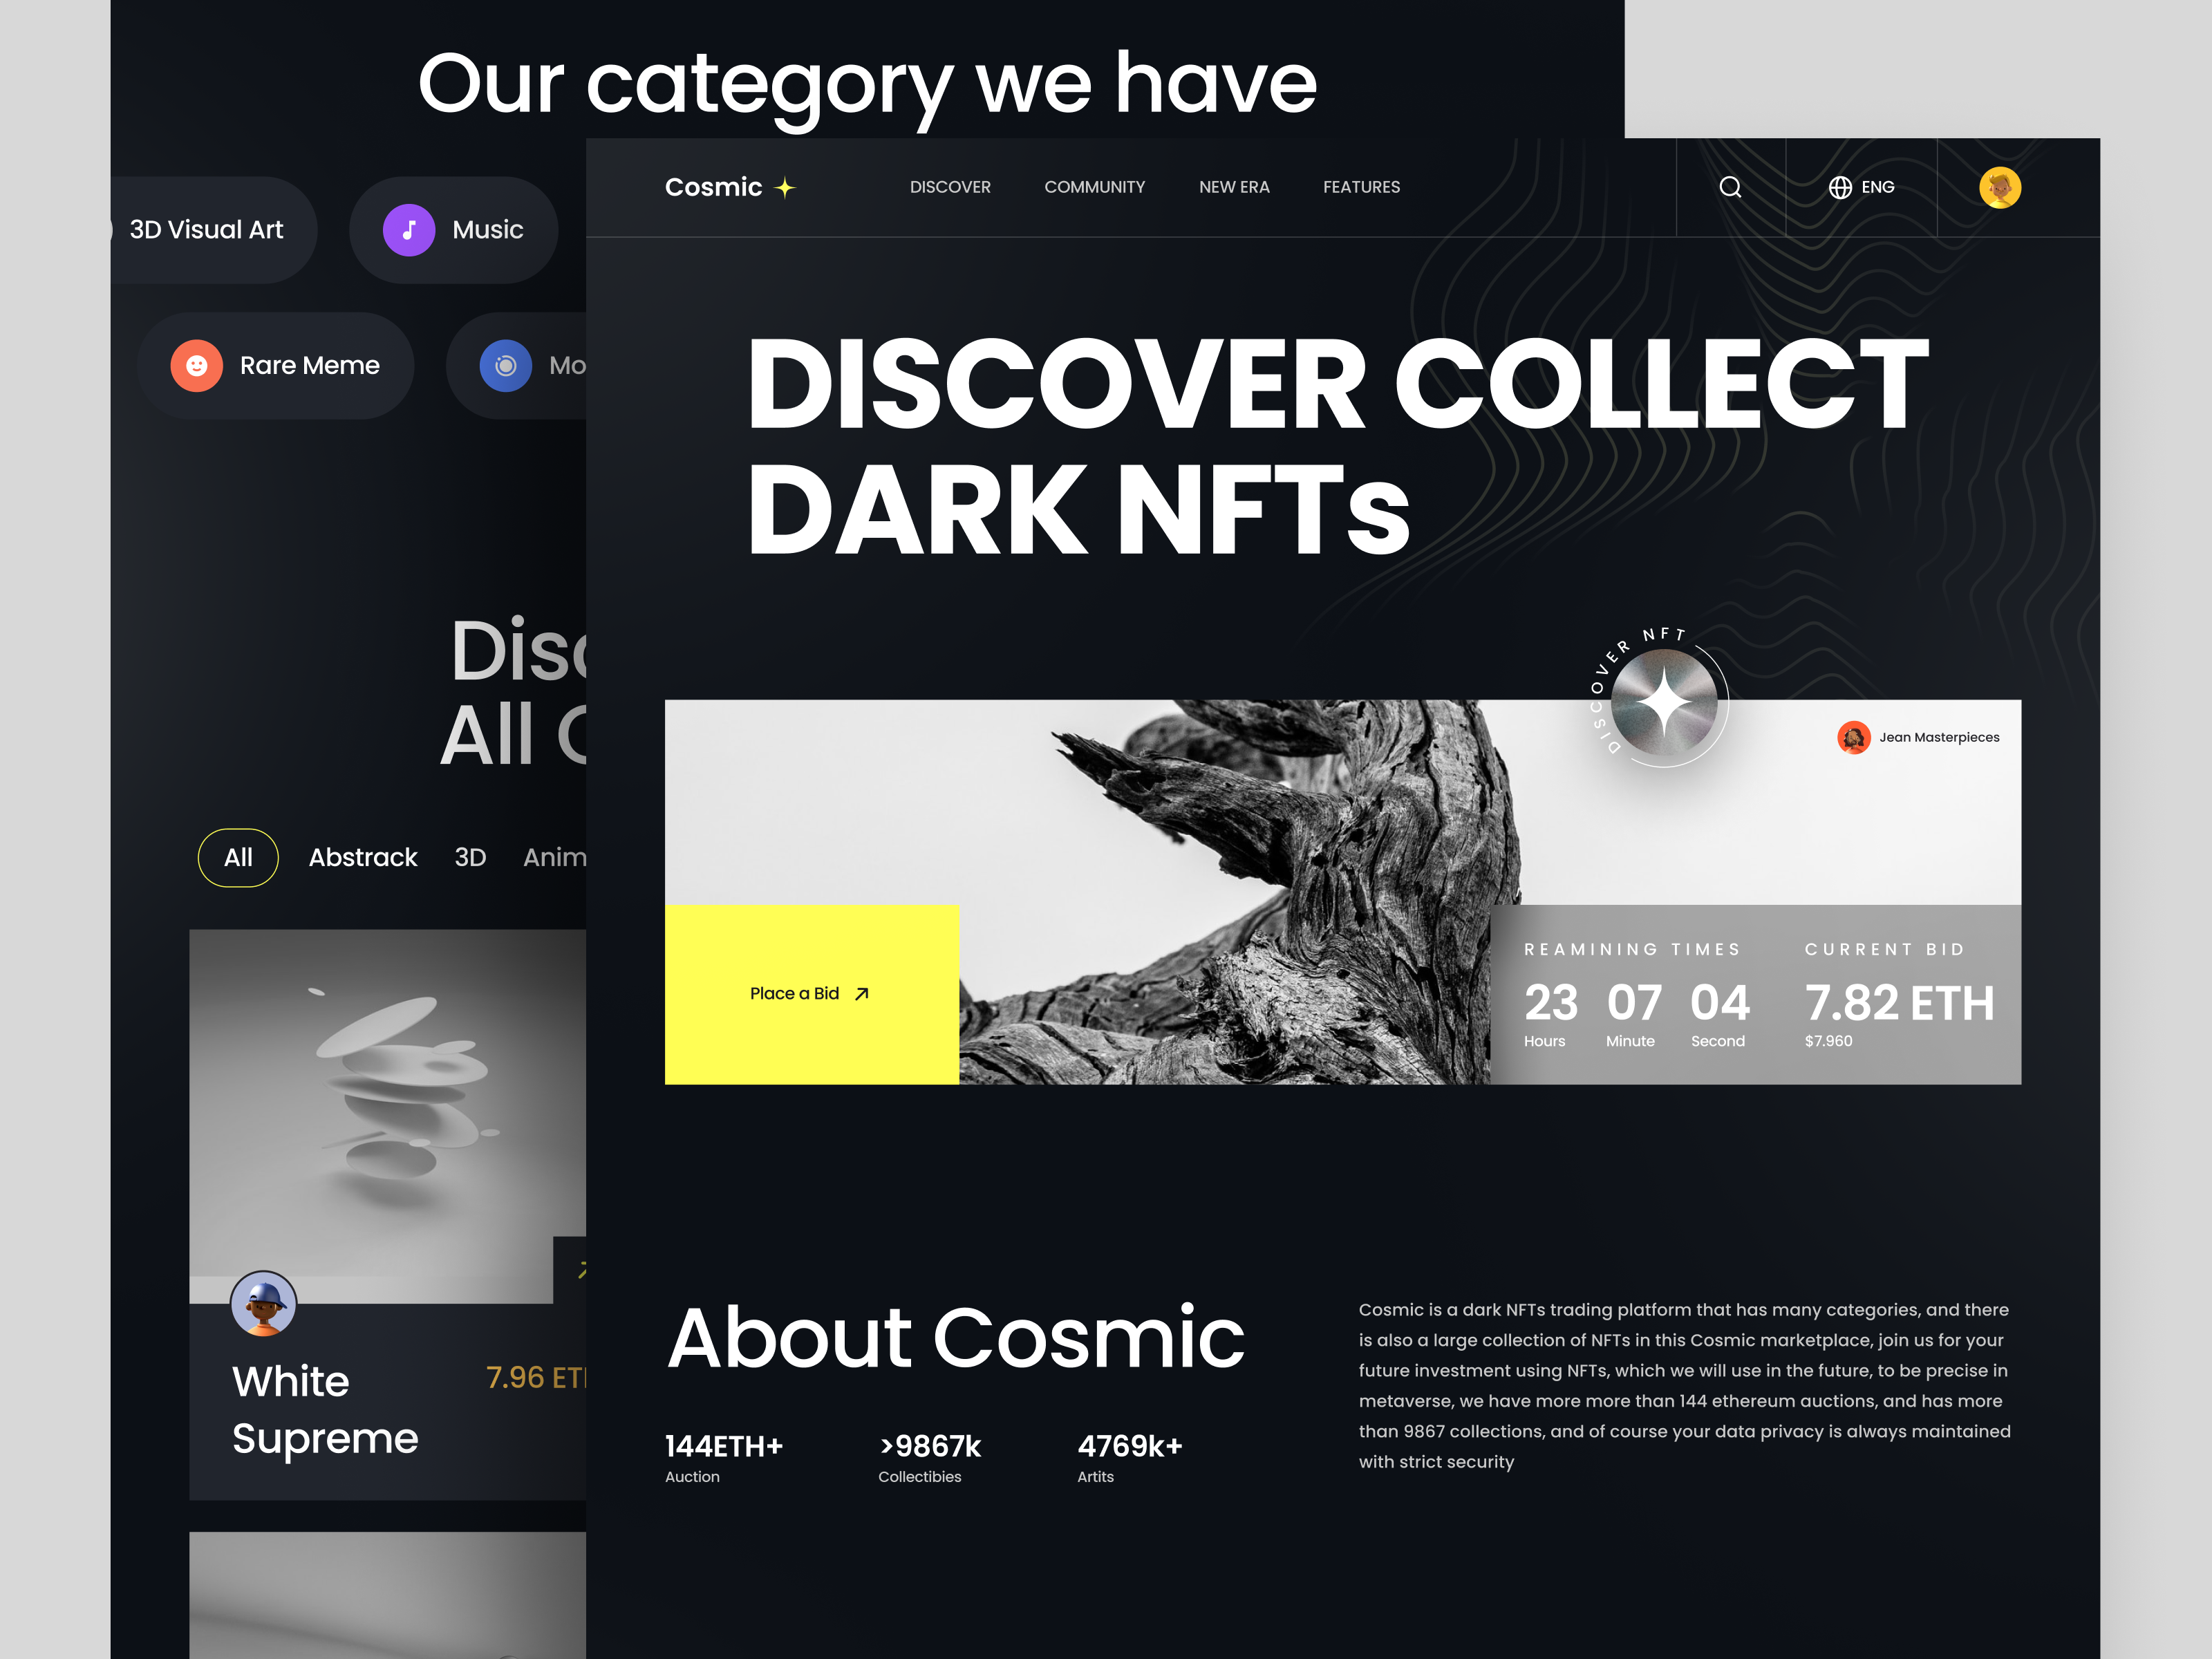 Our category we have
3D Visual Art
Music
Rare Meme
All
Abstrack
3D
White
Supreme
7.96
Cosmic
DISCOVER
COMMUNITY
NEW ERA
FEATURES
ENG
DISCOVER COLLECT
DARK NFTs
DISCOVER NFT
Jean Masterpieces
Place a Bid
REAMINING TIMES
23 07 04
Hours Minute Second
CURRENT BID
7.82 ETH
$7.960
About Cosmic
144ETH+
Auction
>9867k
Collectibies
4769k+
Artits
Cosmic is a dark NFTs trading platform that has many categories, and there
is also a large collection of NFTs in this Cosmic marketplace, join us for your
future investment using NFTs, which we will use in the future, to be precise in
metaverse, we have more more than 144 ethereum auctions, and has more
than 9867 collections, and of course your data privacy is always maintained
with strict security